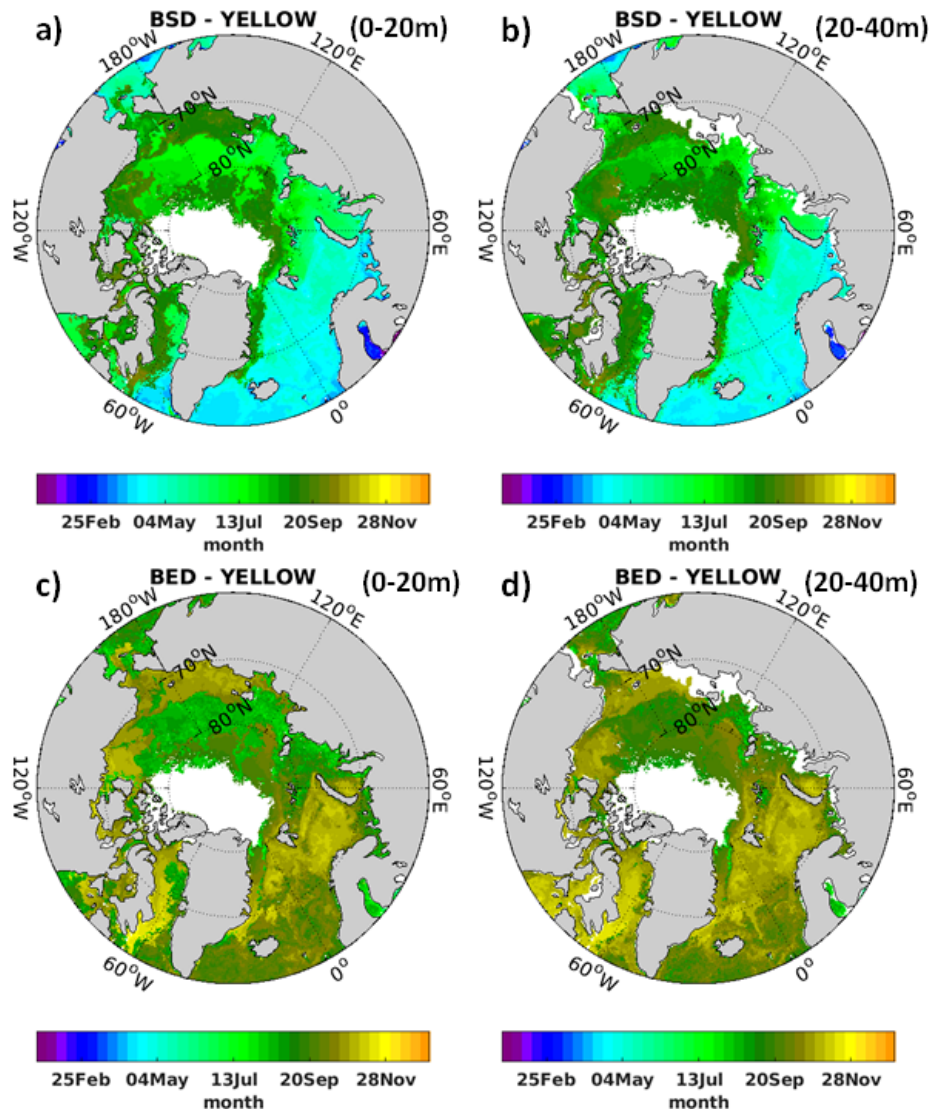 a) BSD - YELLOW (0-20m)
180°W
120°E
70°N
80°N
120°W
60°E
60°W
0°
25Feb 04May 13Jul 20Sep 28Nov
month
b) BSD - YELLOW (20-40m)
180°W
120°E
70°N
80°N
120°W
60°E
60°W
0°
25Feb 04May 13Jul 20Sep 28Nov
month
c) BED - YELLOW (0-20m)
180°W
120°E
70°N
80°N
120°W
60°E
60°W
0°
25Feb 04May 13Jul 20Sep 28Nov
month
d) BED - YELLOW (20-40m)
180°W
120°E
70°N
80°N
120°W
60°E
60°W
0°
25Feb 04May 13Jul 20Sep 28Nov
month